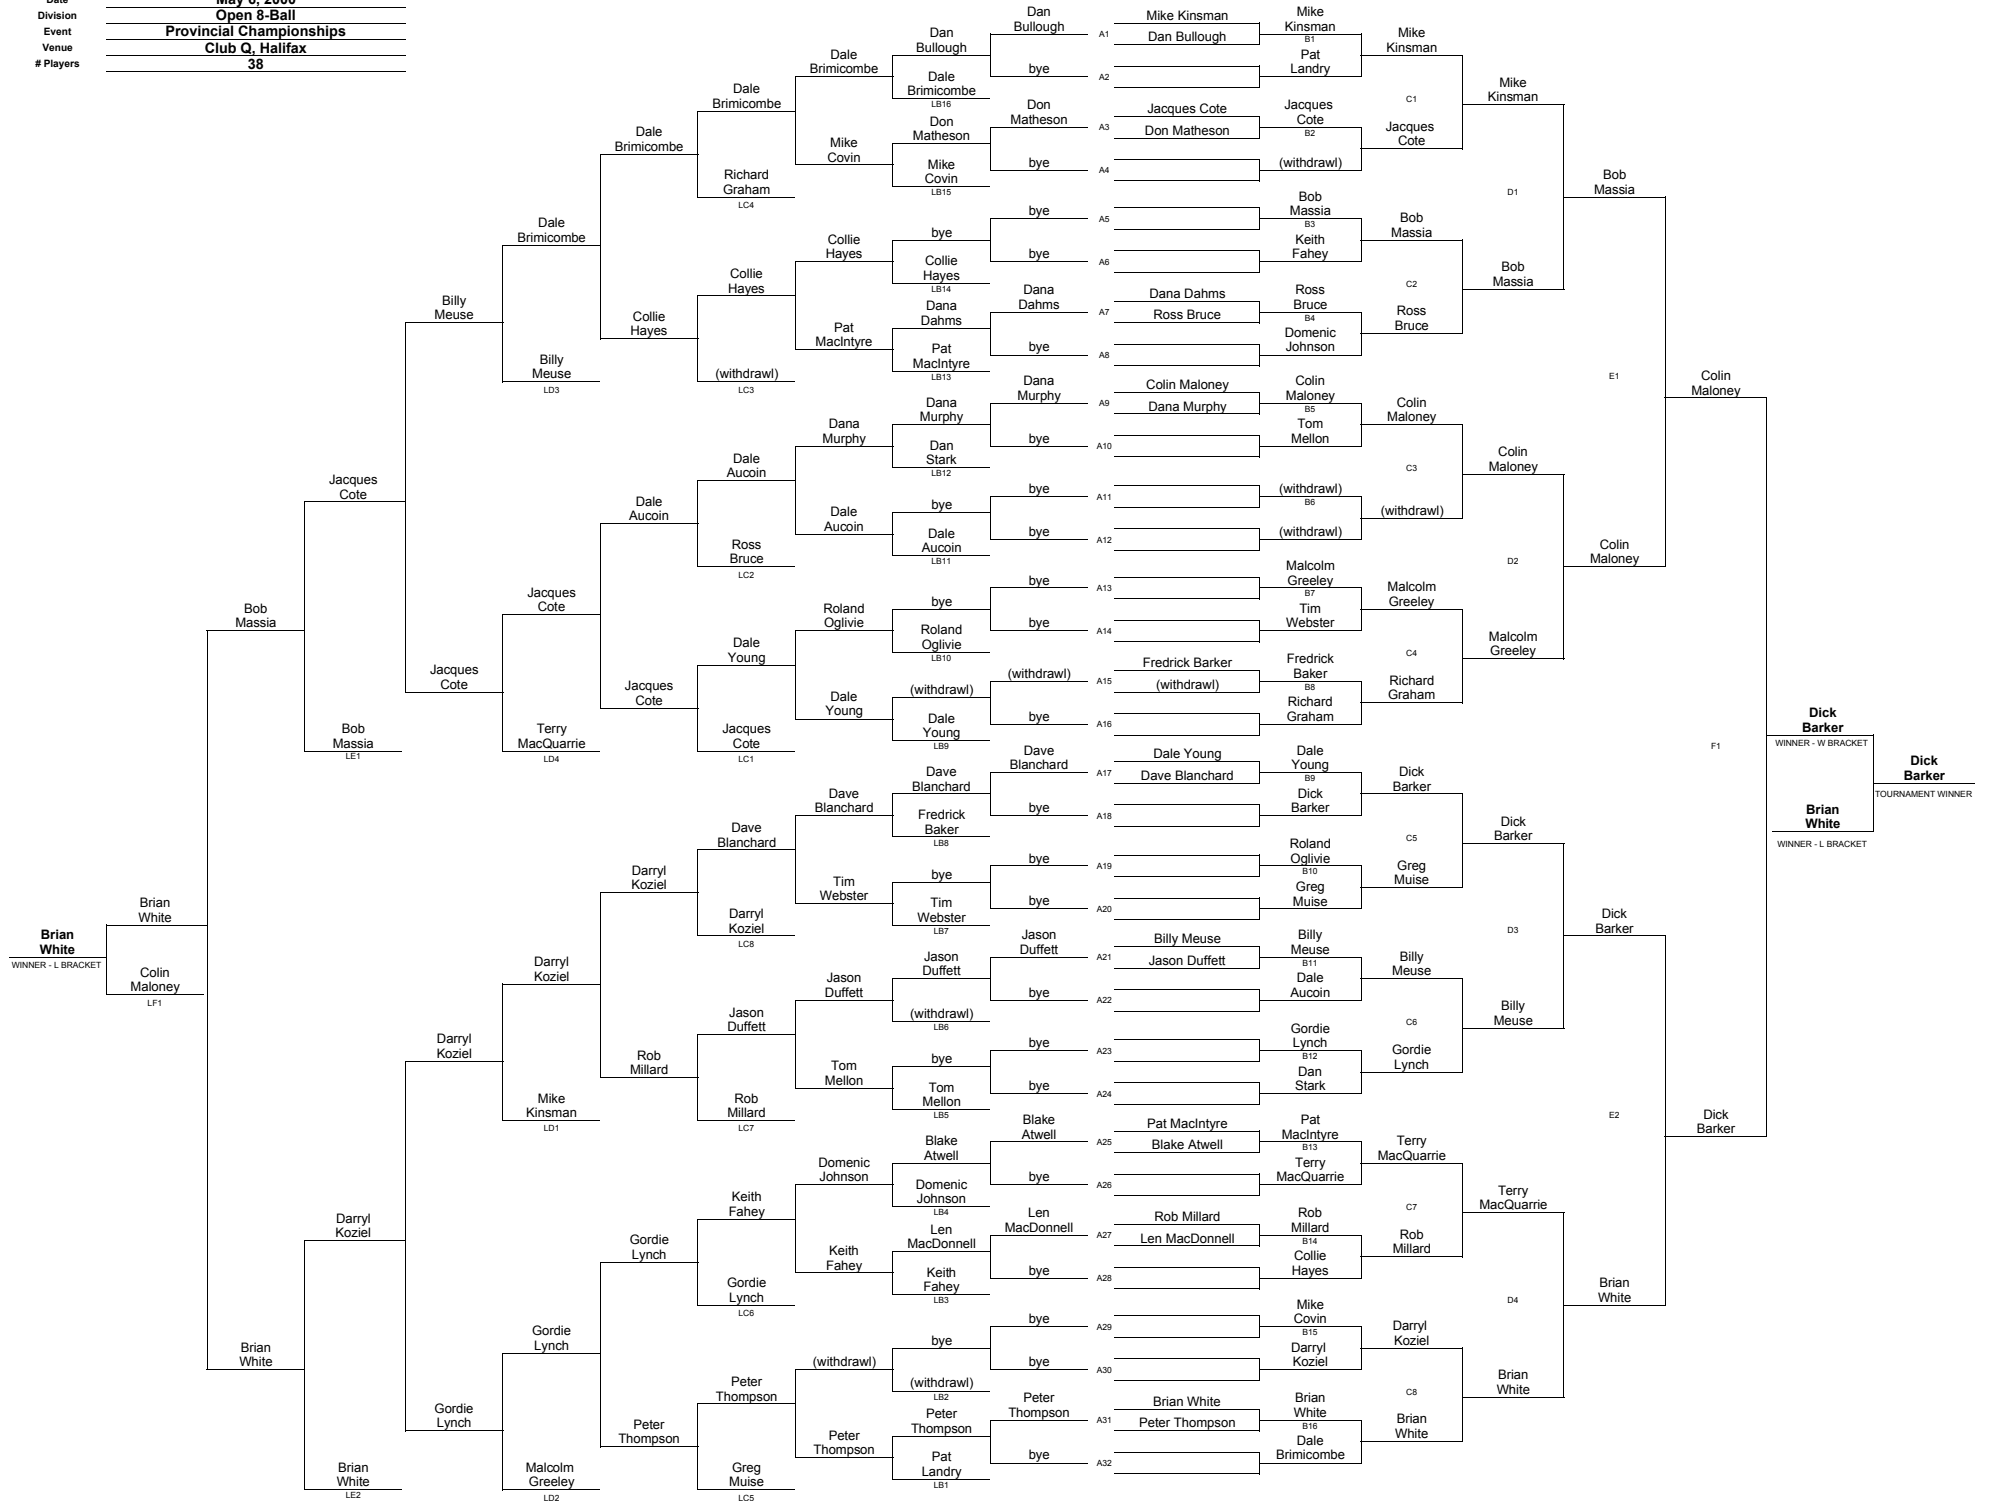 Date
Division Open 8-Ball
Event Provincial Championships
Venue Club Q, Halifax
# Players 38
Brian
White
WINNER - L BRACKET
Brian
White
Colin
Maloney
LF1
Bob
Massia
Brian
White
Jacques
Cote
Bob
Massia
LE1
Darryl
Koziel
Brian
White
LE2
Billy
Meuse
Jacques
Cote
Darryl
Koziel
Gordie
Lynch
Dale
Brimicombe
Billy
Meuse
LD3
Jacques
Cote
Terry
MacQuarrie
LD4
Darryl
Koziel
Mike
Kinsman
LD1
Gordie
Lynch
Malcolm
Greeley
LD2
Dale
Brimicombe
Collie
Hayes
Dale
Aucoin
Jacques
Cote
Darryl
Koziel
Rob
Millard
Gordie
Lynch
Peter
Thompson
Dale
Brimicombe
Richard
Graham
LC4
Collie
Hayes
(withdrawl)
LC3
Dale
Aucoin
Ross
Bruce
LC2
Dale
Young
Jacques
Cote
LC1
Dave
Blanchard
Darryl
Koziel
LC8
Jason
Duffett
Rob
Millard
LC7
Keith
Fahey
Gordie
Lynch
LC6
Peter
Thompson
Greg
Muise
LC5
Dale
Brimicombe
Mike
Covin
Collie
Hayes
Pat
MacIntyre
Dana
Murphy
Dale
Aucoin
Roland
Oglivie
Dale
Young
Dave
Blanchard
Tim
Webster
Jason
Duffett
Tom
Mellon
Domenic
Johnson
Keith
Fahey
(withdrawl)
Peter
Thompson
Dan
Bullough
Dale
Brimicombe
LB16
Don
Matheson
Mike
Covin
LB15
bye
Collie
Hayes
LB14
Dana
Dahms
Pat
MacIntyre
LB13
Dana
Murphy
Dan
Stark
LB12
bye
Dale
Aucoin
LB11
bye
Roland
Oglivie
LB10
(withdrawl)
Dale
Young
LB9
Dave
Blanchard
Fredrick
Baker
LB8
bye
Tim
Webster
LB7
Jason
Duffett
(withdrawl)
LB6
bye
Tom
Mellon
LB5
Blake
Atwell
Domenic
Johnson
LB4
Len
MacDonnell
Keith
Fahey
LB3
bye
(withdrawl)
LB2
Peter
Thompson
Pat
Landry
LB1
Dan
Bullough
bye
Don
Matheson
bye
bye
bye
Dana
Dahms
bye
Dana
Murphy
bye
bye
bye
bye
bye
(withdrawl)
bye
Dave
Blanchard
bye
bye
bye
Jason
Duffett
bye
bye
bye
Blake
Atwell
bye
Len
MacDonnell
bye
bye
bye
Peter
Thompson
bye
A1
A2
A3
A4
A5
A6
A7
A8
A9
A10
A11
A12
A13
A14
A15
A16
A17
A18
A19
A20
A21
A22
A23
A24
A25
A26
A27
A28
A29
A30
A31
A32
Mike Kinsman
Dan Bullough
Jacques Cote
Don Matheson
Dana Dahms
Ross Bruce
Colin Maloney
Dana Murphy
Fredrick Barker
(withdrawl)
Dale Young
Dave Blanchard
Billy Meuse
Jason Duffett
Pat MacIntyre
Blake Atwell
Rob Millard
Len MacDonnell
Brian White
Peter Thompson
Mike
Kinsman
B1
Pat
Landry
Jacques
Cote
B2
(withdrawl)
Bob
Massia
B3
Keith
Fahey
Ross
Bruce
B4
Domenic
Johnson
Colin
Maloney
B5
Tom
Mellon
(withdrawl)
B6
(withdrawl)
Malcolm
Greeley
B7
Tim
Webster
Fredrick
Baker
B8
Richard
Graham
Dale
Young
B9
Dick
Barker
Roland
Oglivie
B10
Greg
Muise
Billy
Meuse
B11
Dale
Aucoin
Gordie
Lynch
B12
Dan
Stark
Pat
MacIntyre
B13
Terry
MacQuarrie
Rob
Millard
B14
Collie
Hayes
Mike
Covin
B15
Darryl
Koziel
Brian
White
B16
Dale
Brimicombe
Mike
Kinsman
C1
Jacques
Cote
Bob
Massia
C2
Ross
Bruce
Colin
Maloney
C3
(withdrawl)
Malcolm
Greeley
C4
Richard
Graham
Dick
Barker
C5
Greg
Muise
Billy
Meuse
C6
Gordie
Lynch
Terry
MacQuarrie
C7
Rob
Millard
Darryl
Koziel
C8
Brian
White
Mike
Kinsman
D1
Bob
Massia
Colin
Maloney
D2
Malcolm
Greeley
Dick
Barker
D3
Billy
Meuse
Terry
MacQuarrie
D4
Brian
White
Bob
Massia
E1
Colin
Maloney
Dick
Barker
E2
Brian
White
Colin
Maloney
F1
Dick
Barker
Dick
Barker
WINNER - W BRACKET
Brian
White
WINNER - L BRACKET
Dick
Barker
TOURNAMENT WINNER